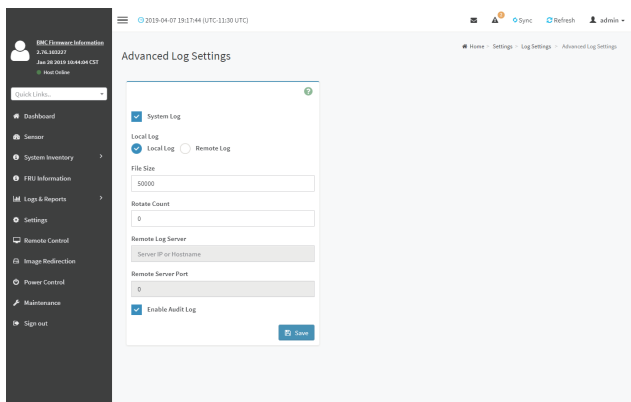 2019-04-07 19:17:44 (UTC-11:30 UTC)
Sync
Refresh
admin
BMC Firmware Information
2.76.103227
Jan 28 2019 10:44:04 CST
Host Online
Quick Links...
Dashboard
Sensor
System Inventory
FRU Information
Logs & Reports
Settings
Remote Control
Image Redirection
Power Control
Maintenance
Sign out
Advanced Log Settings
Home > Settings > Log Settings > Advanced Log Settings
?
System Log
Local Log
Local Log Remote Log
File Size
50000
Rotate Count
0
Remote Log Server
Server IP or Hostname
Remote Server Port
0
Enable Audit Log
Save